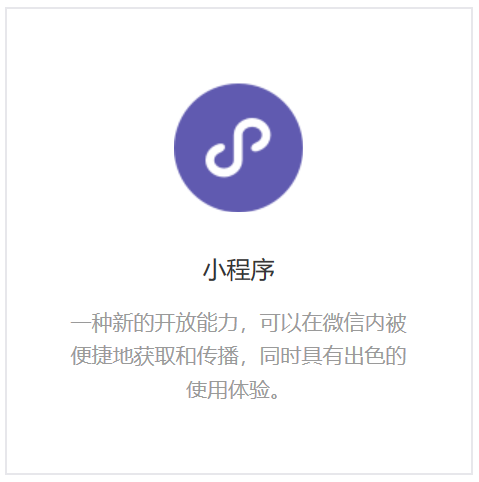 小程序
一种新的开放能力，可以在微信内被
便捷地获取和传播，同时具有出色的
使用体验。